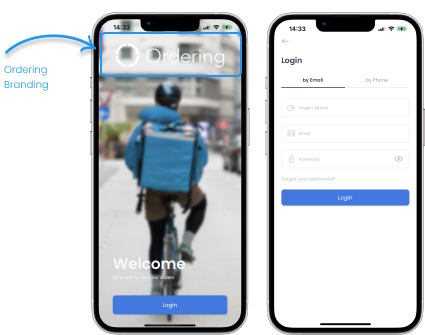 Ordering
Branding
14:33
Ordering
Welcome
Login
14:33
Login
by Email
by Phone
Project Name
Email
Password
Forgot your password?
Login